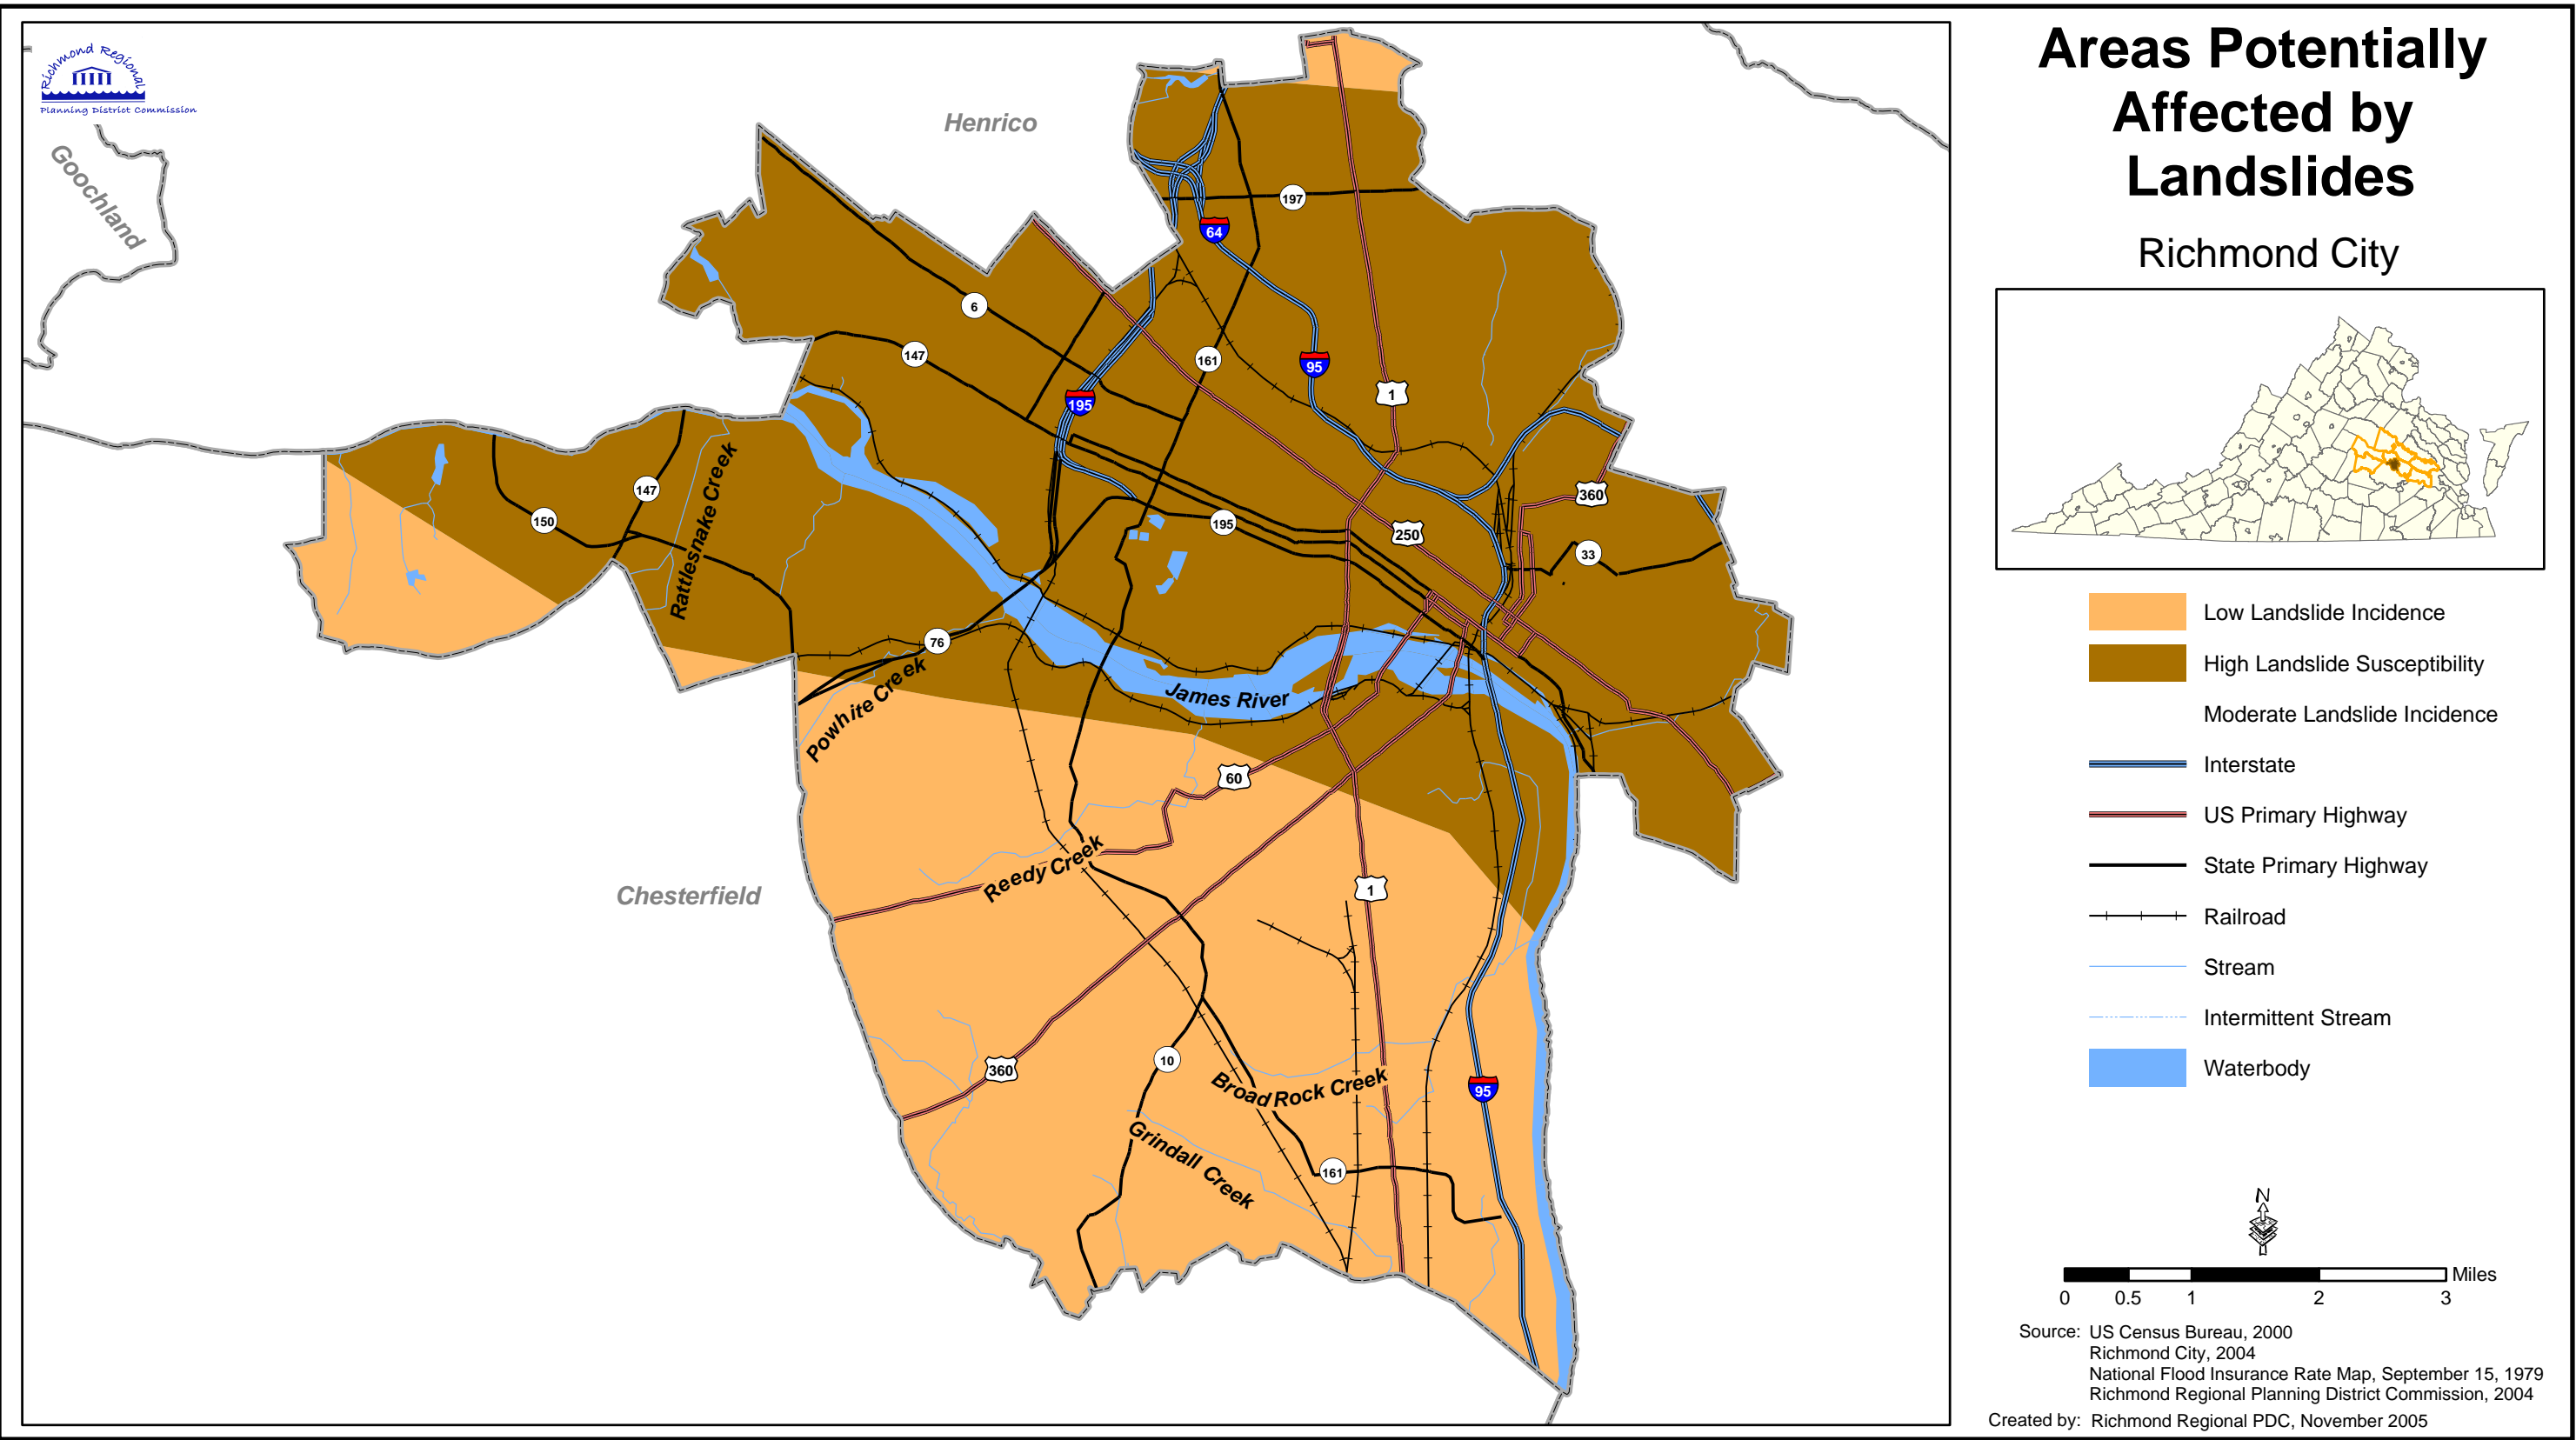 Areas Potentially
Affected by
Landslides
Richmond City
Richmond Regional
Planning District Commission
Goochland
Henrico
Chesterfield
197
64
6
147
161
95
1
195
147
150
Rattlesnake Creek
195
250
360
33
76
Powhite Creek
James River
60
Reedy Creek
1
360
10
Broad Rock Creek
95
Grindall Creek
161
Low Landslide Incidence
High Landslide Susceptibility
Moderate Landslide Incidence
Interstate
US Primary Highway
State Primary Highway
Railroad
Stream
Intermittent Stream
Waterbody
N
Miles
0 0.5 1 2 3
Source: US Census Bureau, 2000
Richmond City, 2004
National Flood Insurance Rate Map, September 15, 1979
Richmond Regional Planning District Commission, 2004
Created by: Richmond Regional PDC, November 2005